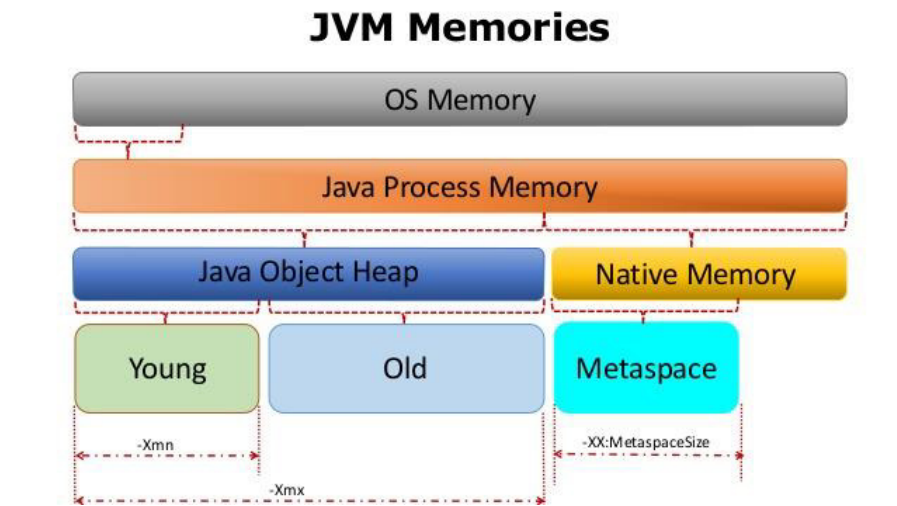 JVM Memories
OS Memory
Java Process Memory
Java Object Heap
Native Memory
Young
Old
Metaspace
-Xmn
-XX:MetaspaceSize
-Xmx